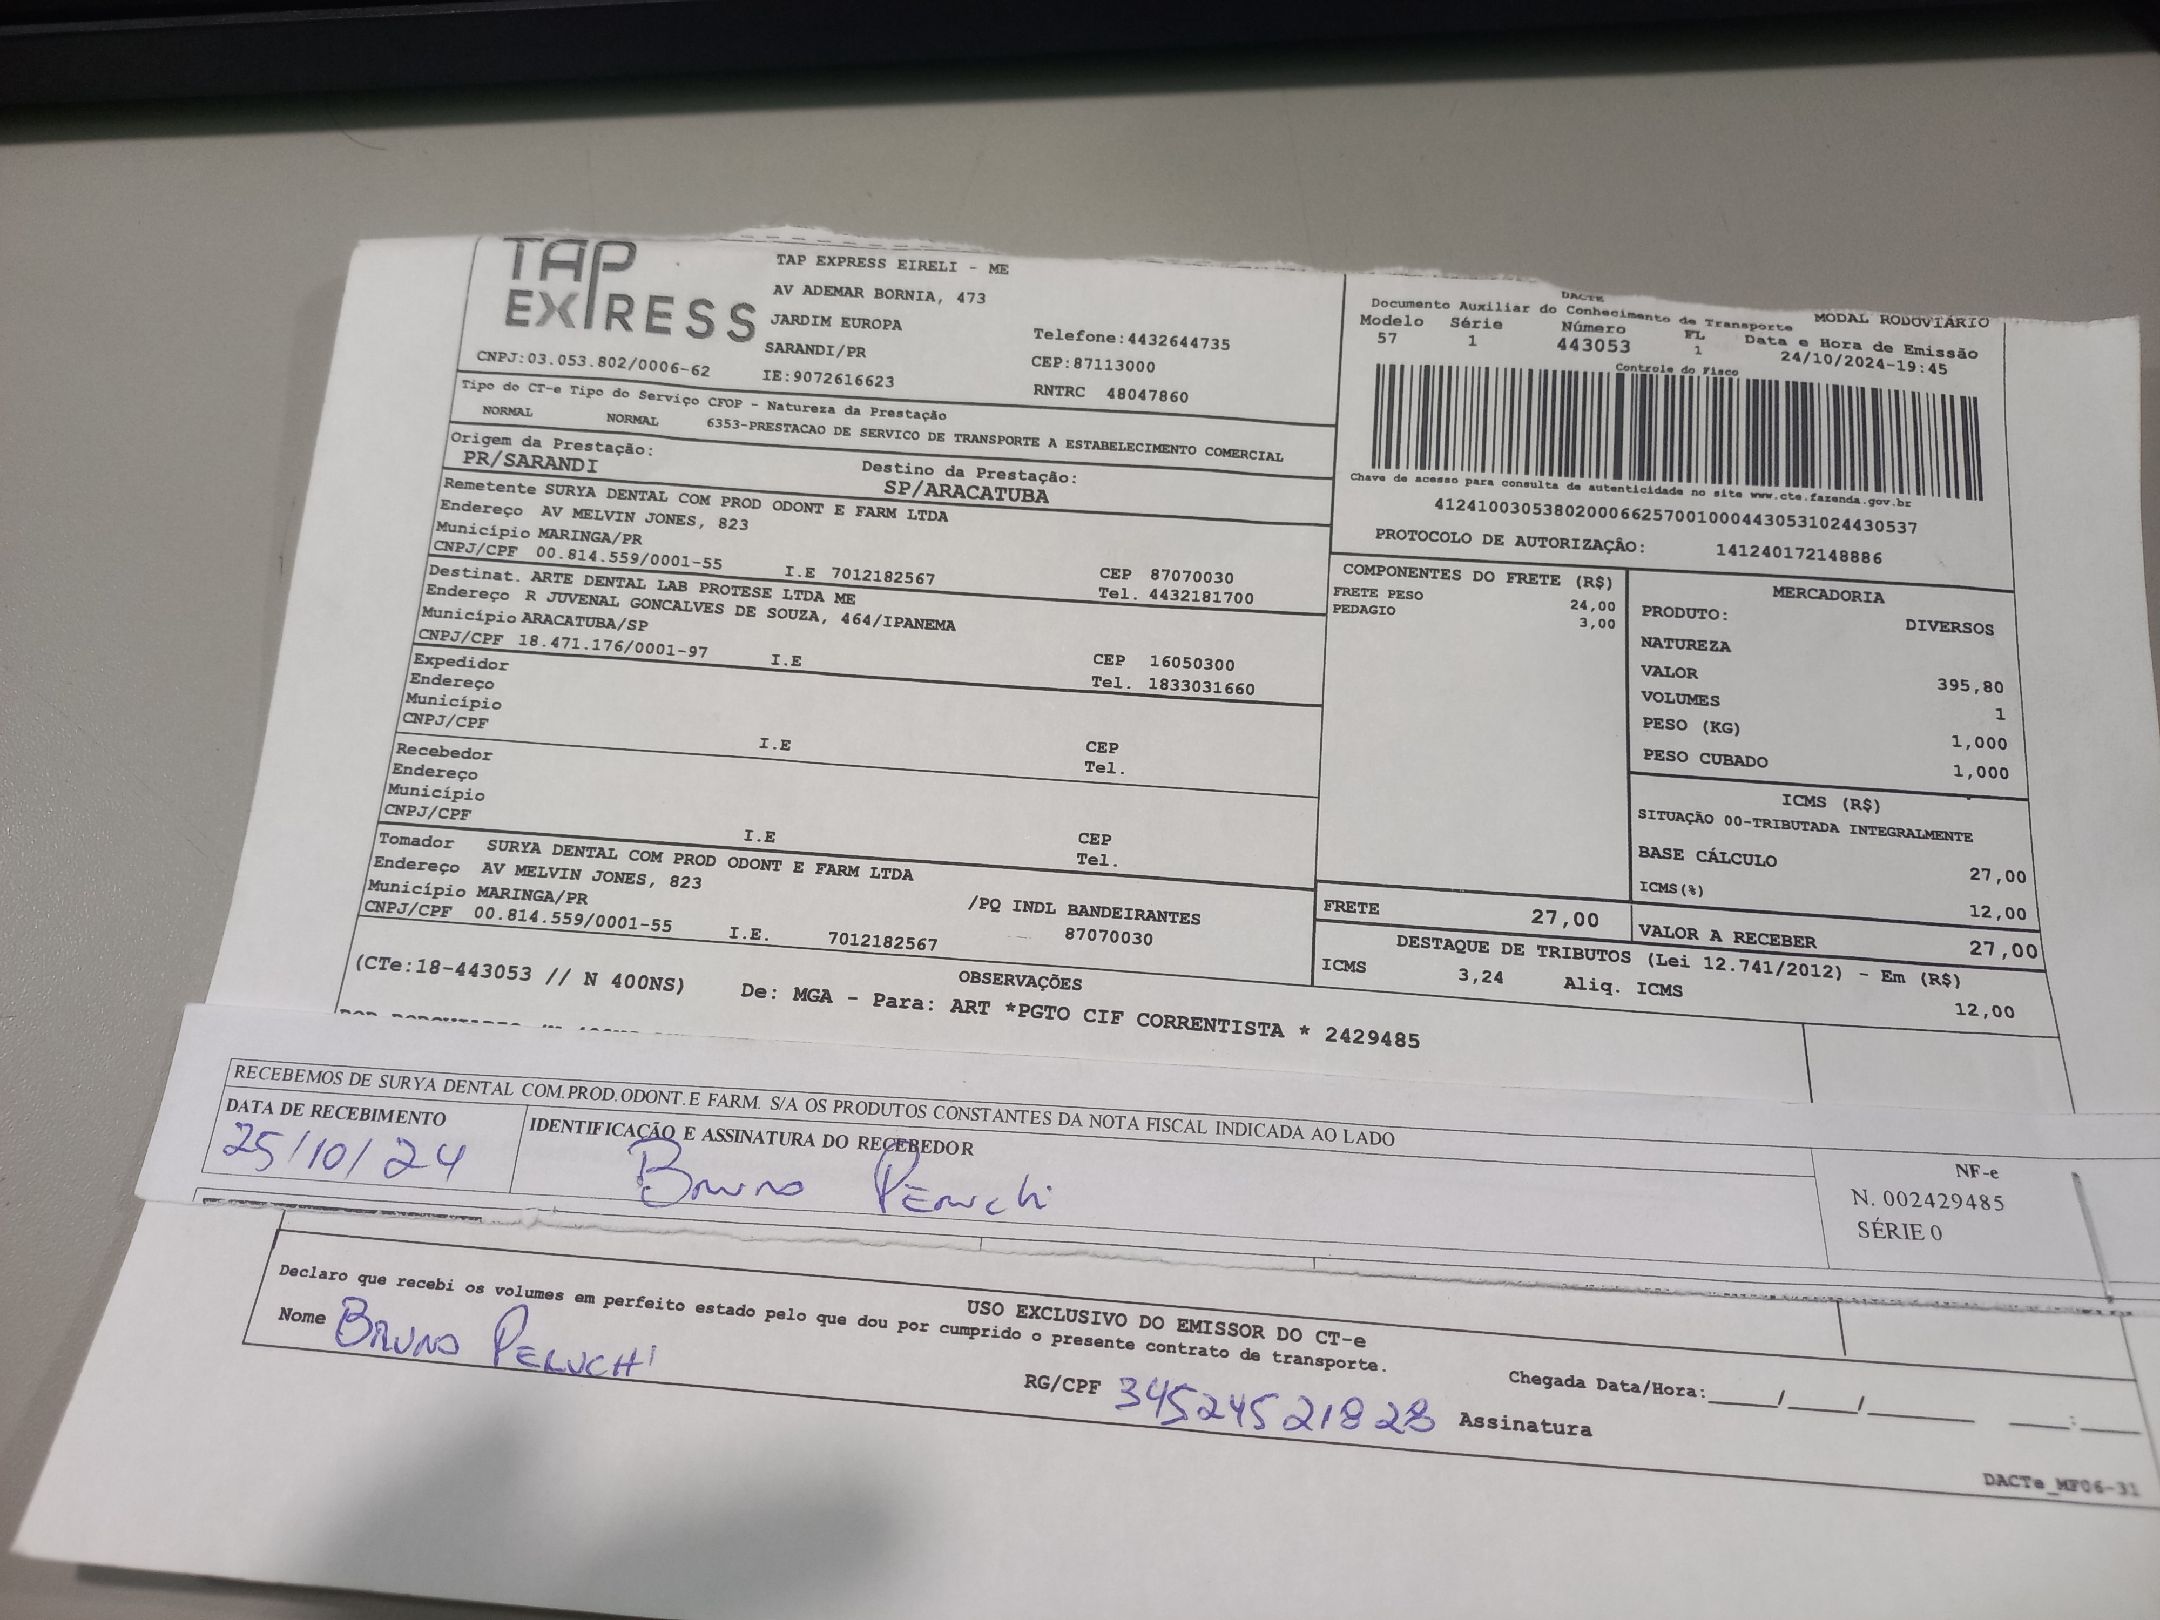 TAP EXPRESS
TAP EXPRESS EIRELI - ME
AV ADEMAR BORNIA, 473
JARDIM EUROPA
SARANDI/PR
Telefone:4432644735
CEP:87113000
CNPJ:03.053.802/0006-62 IE:9072616623 RNTRC 48047860
DACTE
Documento Auxiliar do Conhecimento de Transporte MODAL RODOVIÁRIO
Modelo Série Número FL Data e Hora de Emissão
57 1 443053 1 24/10/2024-19:45
Controle do Fisco
Chave de acesso para consulta de autenticidade no site www.cte.fazenda.gov.br
41241003053802000662570010004430531024430537
PROTOCOLO DE AUTORIZAÇÃO: 141240172148886
Tipo do CT-e Tipo do Serviço CFOP - Natureza da Prestação
NORMAL NORMAL 6353-PRESTACAO DE SERVICO DE TRANSPORTE A ESTABELECIMENTO COMERCIAL
Origem da Prestação: Destino da Prestação:
PR/SARANDI SP/ARACATUBA
Remetente SURYA DENTAL COM PROD ODONT E FARM LTDA
Endereço AV MELVIN JONES, 823
Município MARINGA/PR CEP 87070030
CNPJ/CPF 00.814.559/0001-55 I.E 7012182567 Tel. 4432181700
Destinat. ARTE DENTAL LAB PROTESE LTDA ME
Endereço R JUVENAL GONCALVES DE SOUZA, 464/IPANEMA
Município ARACATUBA/SP CEP 16050300
CNPJ/CPF 18.471.176/0001-97 I.E Tel. 1833031660
Expedidor
Endereço
Município CEP
CNPJ/CPF I.E Tel.
Recebedor
Endereço
Município CEP
CNPJ/CPF I.E Tel.
Tomador SURYA DENTAL COM PROD ODONT E FARM LTDA
Endereço AV MELVIN JONES, 823 /PQ INDL BANDEIRANTES
Município MARINGA/PR 87070030
CNPJ/CPF 00.814.559/0001-55 I.E. 7012182567
COMPONENTES DO FRETE (R$)
FRETE PESO 24,00
PEDAGIO 3,00
MERCADORIA
PRODUTO: DIVERSOS
NATUREZA
VALOR 395,80
VOLUMES 1
PESO (KG) 1,000
PESO CUBADO 1,000
ICMS (R$)
SITUAÇÃO 00-TRIBUTADA INTEGRALMENTE
BASE CÁLCULO 27,00
ICMS(%) 12,00
FRETE 27,00 VALOR A RECEBER 27,00
DESTAQUE DE TRIBUTOS (Lei 12.741/2012) - Em (R$)
ICMS 3,24 Aliq. ICMS 12,00
OBSERVAÇÕES
(CTe:18-443053 // N 400NS) De: MGA - Para: ART *PGTO CIF CORRENTISTA * 2429485
RECEBEMOS DE SURYA DENTAL COM.PROD.ODONT.E FARM. S/A OS PRODUTOS CONSTANTES DA NOTA FISCAL INDICADA AO LADO
DATA DE RECEBIMENTO IDENTIFICAÇÃO E ASSINATURA DO RECEBEDOR
25/10/24 Bruno Peruchi
NF-e
N. 002429485
SÉRIE 0
USO EXCLUSIVO DO EMISSOR DO CT-e
Declaro que recebi os volumes em perfeito estado pelo que dou por cumprido o presente contrato de transporte.
Nome BRUNO PERUCHI RG/CPF 34524521828 Assinatura
Chegada Data/Hora:____/____/______ ___:___
DACTe_MF06-31